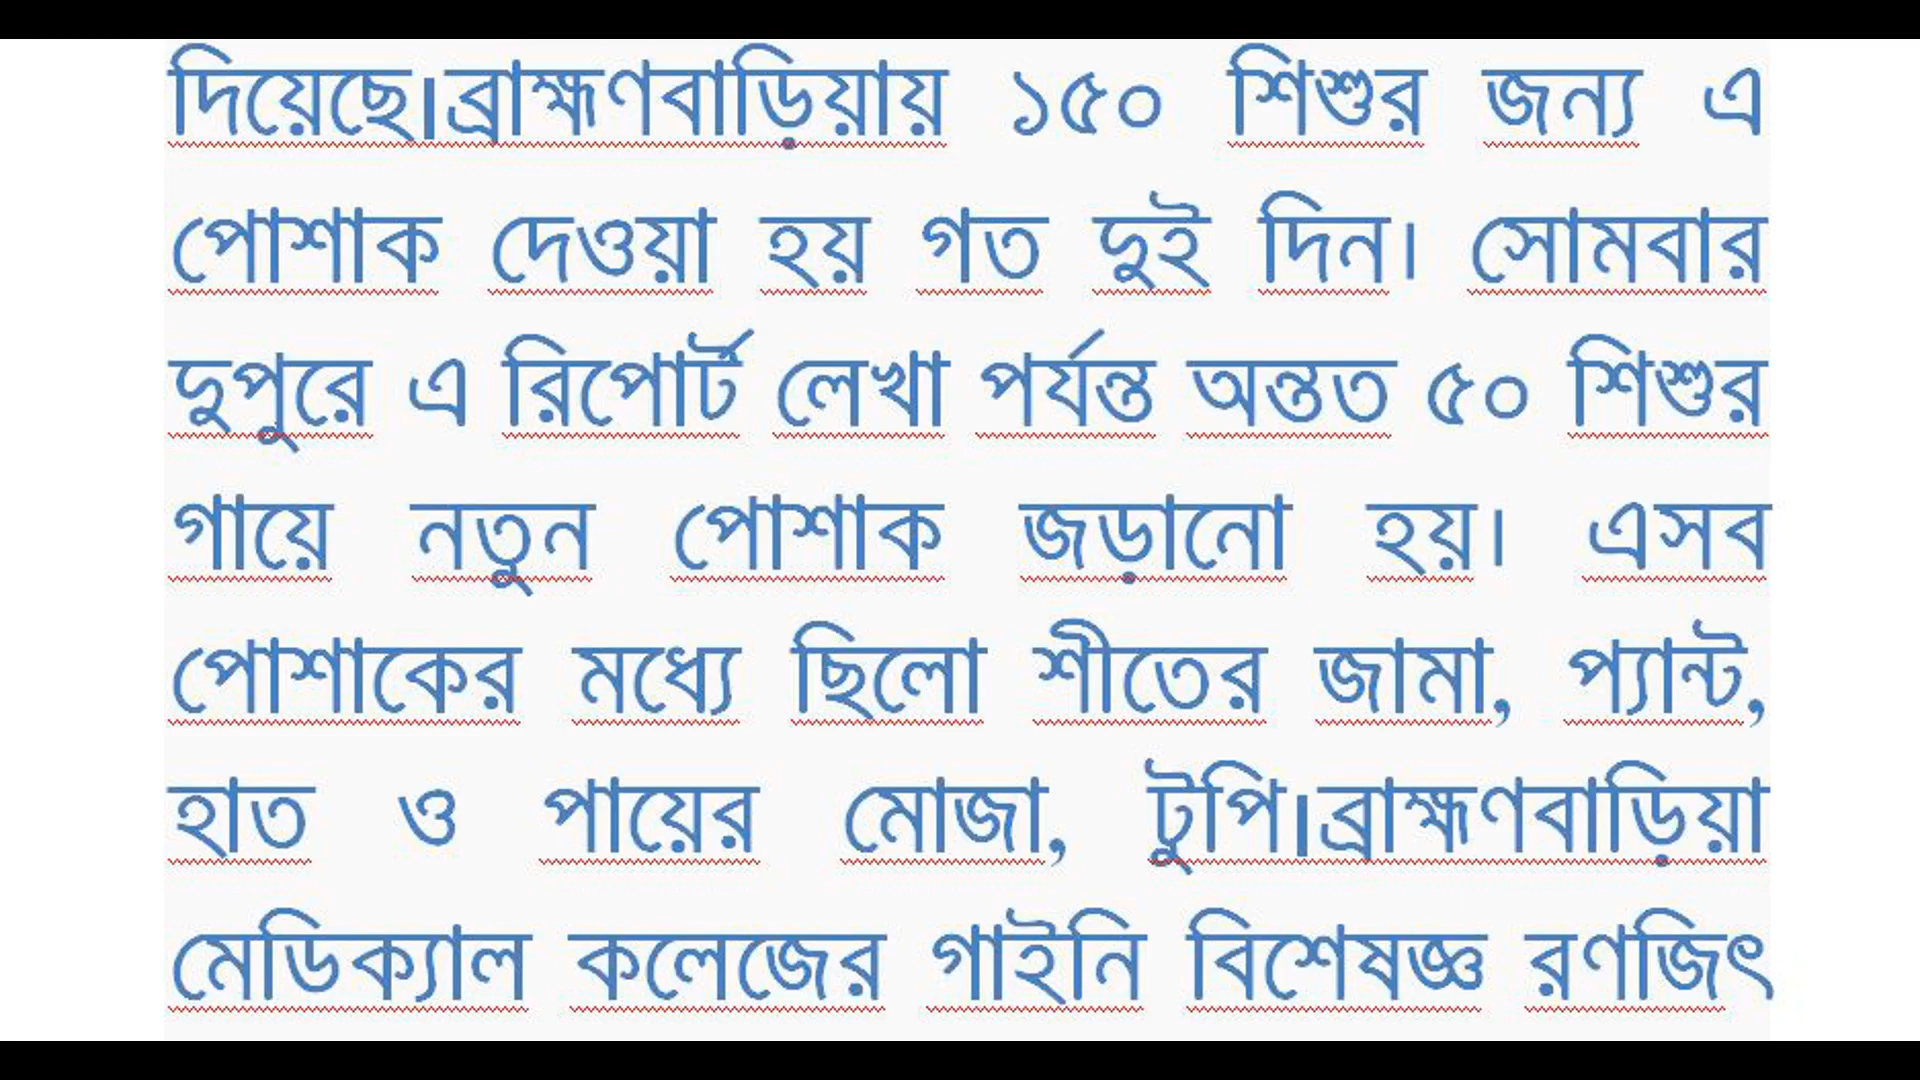 দিয়েছে।ব্রাহ্মণবাড়িয়ায় ১৫০ শিশুর জন্য এ
পোশাক দেওয়া হয় গত দুই দিন। সোমবার
দুপুরে এ রিপোর্ট লেখা পর্যন্ত অন্তত ৫০ শিশুর
গায়ে নতুন পোশাক জড়ানো হয়। এসব
পোশাকের মধ্যে ছিলো শীতের জামা, প্যান্ট,
হাত ও পায়ের মোজা, টুপি।ব্রাহ্মণবাড়িয়া
মেডিক্যাল কলেজের গাইনি বিশেষজ্ঞ রণজিৎ